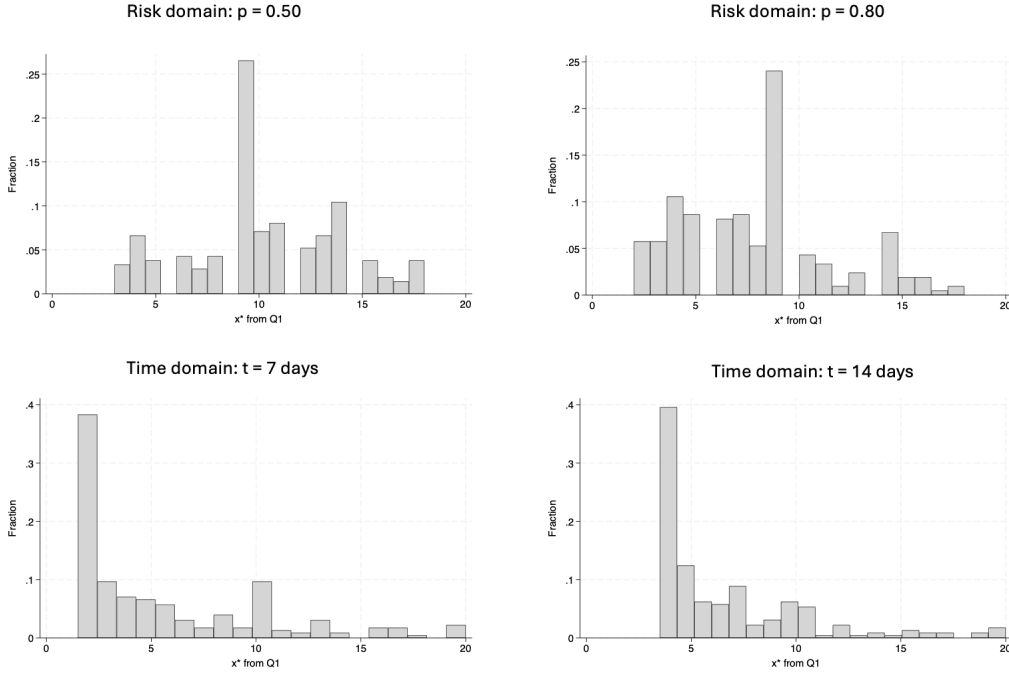 Risk domain: p = 0.50
Risk domain: p = 0.80
Fraction
.25
.2
.15
.1
.05
0
0 5 10 15 20
x* from Q1
Fraction
.25
.2
.15
.1
.05
0
0 5 10 15 20
x* from Q1
Time domain: t = 7 days
Time domain: t = 14 days
Fraction
.4
.3
.2
.1
0
0 5 10 15 20
x* from Q1
Fraction
.4
.3
.2
.1
0
0 5 10 15 20
x* from Q1